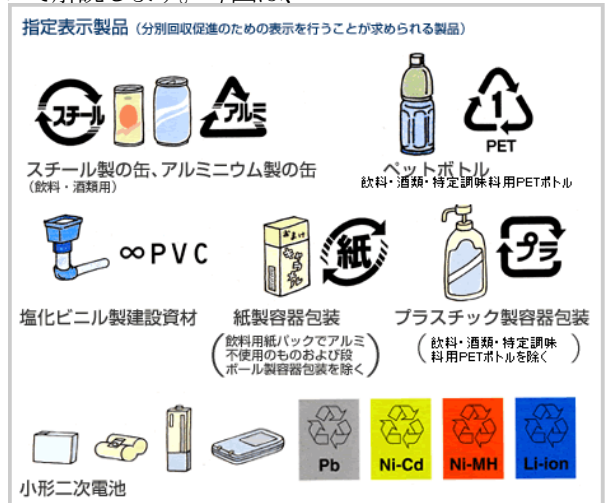 指定表示製品（分別回収促進のための表示を行うことが求められる製品）
スチール
アルミ
1
PET
スチール製の缶、アルミニウム製の缶
（飲料・酒類用）
ペットボトル
飲料・酒類・特定調味料用PETボトル
∞PVC
おまけ
紙
プラ
塩化ビニル製建設資材
紙製容器包装
（飲料用紙パックでアルミ
不使用のものおよび段
ボール製容器包装を除く）
プラスチック製容器包装
（飲料・酒類・特定調味
料用PETボトルを除く）
Pb
Ni-Cd
Ni-MH
Li-ion
小形二次電池